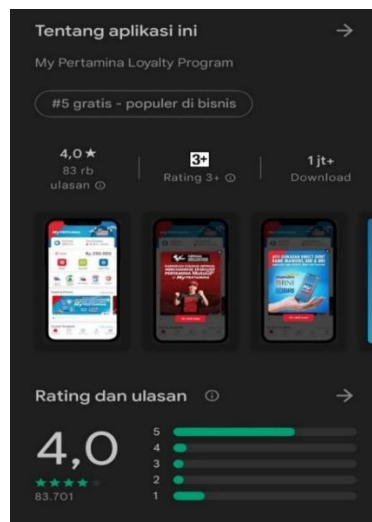 Tentang aplikasi ini
My Pertamina Loyalty Program
#5 gratis - populer di bisnis
4,0 ★
83 rb
ulasan
3+
Rating 3+
1 jt+
Download
Rating dan ulasan
4,0
83.701
5
4
3
2
1